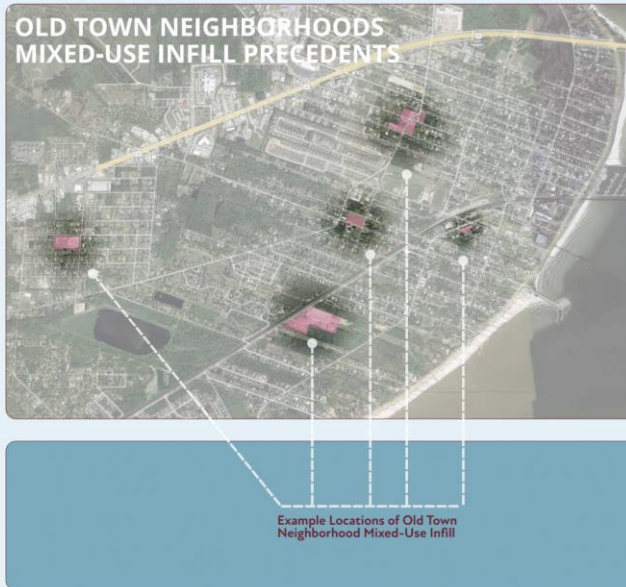 OLD TOWN NEIGHBORHOODS
MIXED-USE INFILL PRECEDENTS
Example Locations of Old Town
Neighborhood Mixed-Use Infill